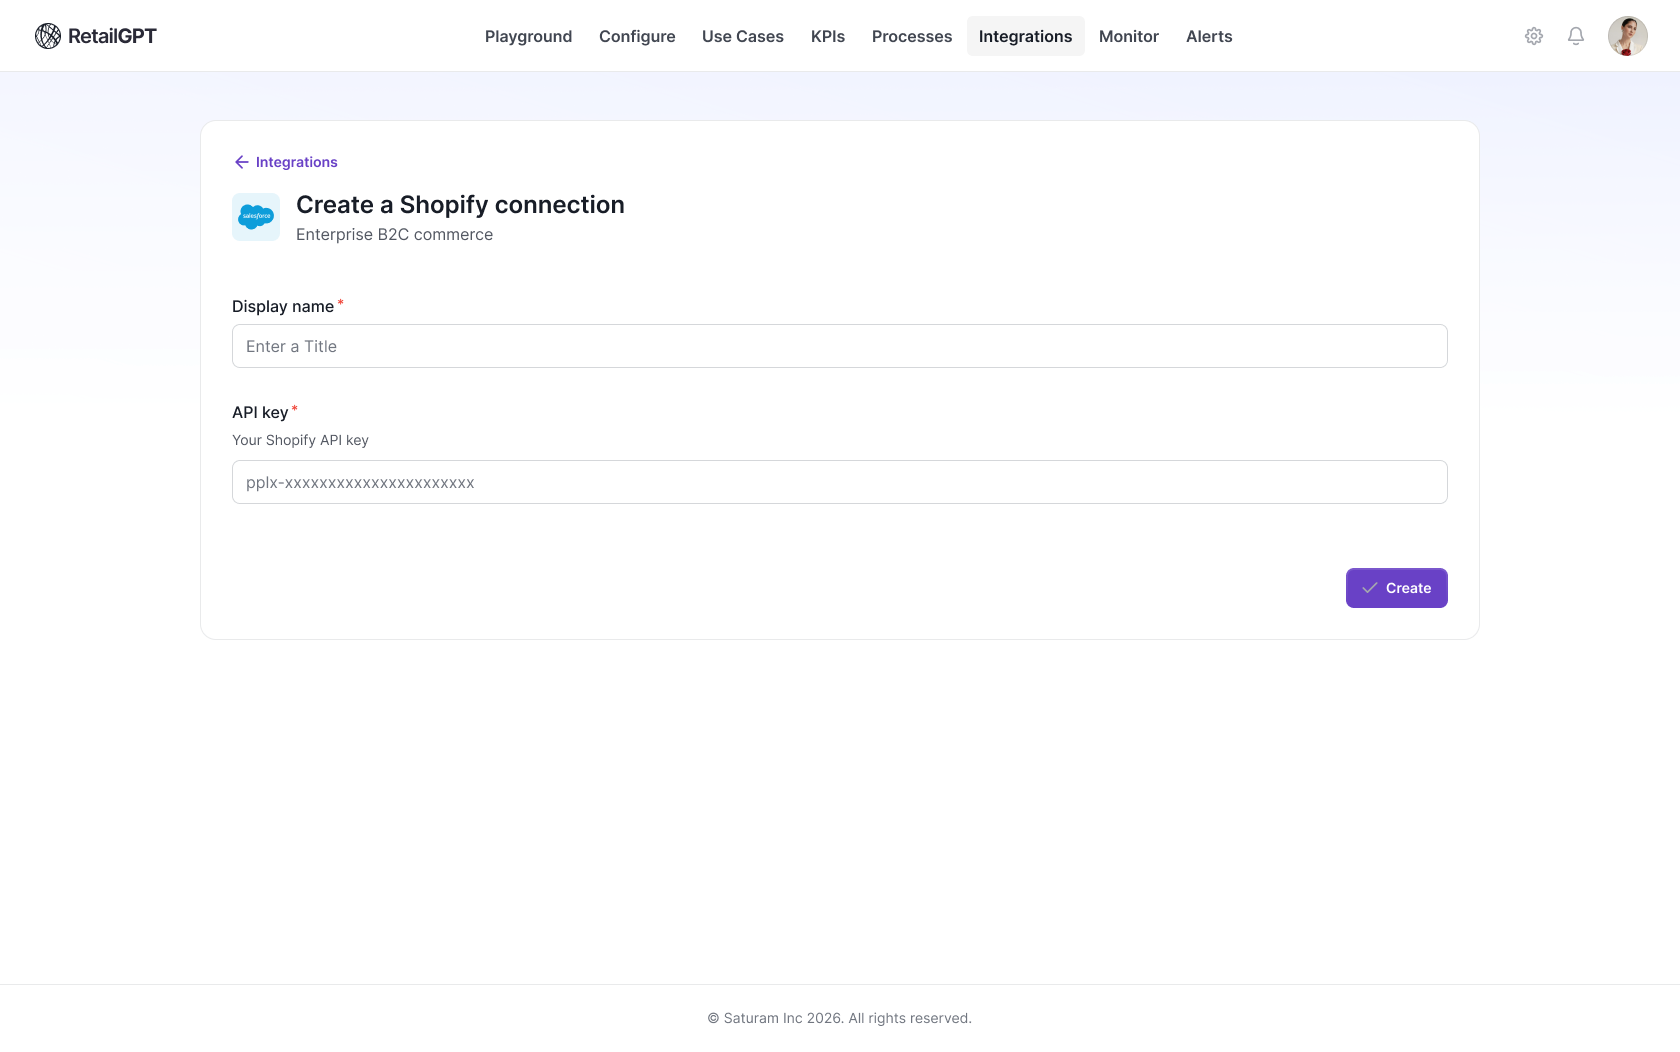 RetailGPT
Playground
Configure
Use Cases
KPIs
Processes
Integrations
Monitor
Alerts
Integrations
salesforce
Create a Shopify connection
Enterprise B2C commerce
Display name*
Enter a Title
API key*
Your Shopify API key
pplx-xxxxxxxxxxxxxxxxxxxxxx
Create
© Saturam Inc 2026. All rights reserved.